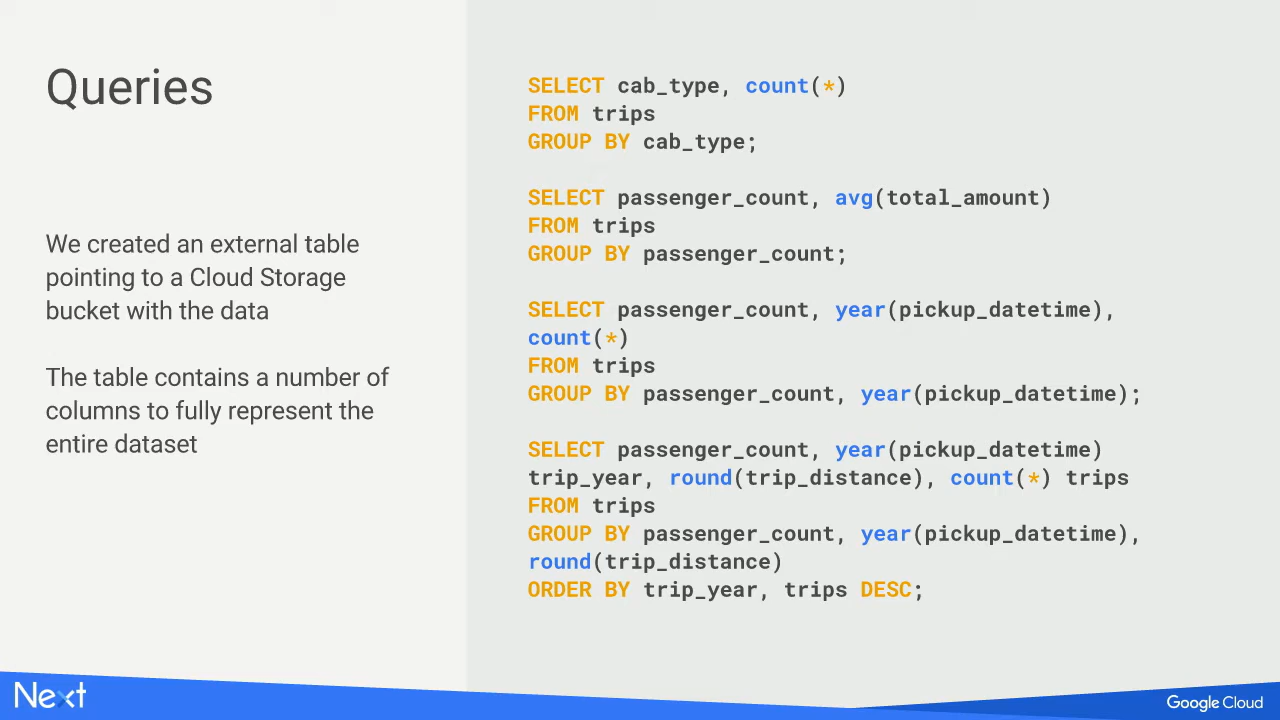 Queries
We created an external table
pointing to a Cloud Storage
bucket with the data
The table contains a number of
columns to fully represent the
entire dataset
SELECT cab_type, count(*)
FROM trips
GROUP BY cab_type;
SELECT passenger_count, avg(total_amount)
FROM trips
GROUP BY passenger_count;
SELECT passenger_count, year(pickup_datetime),
count(*)
FROM trips
GROUP BY passenger_count, year(pickup_datetime);
SELECT passenger_count, year(pickup_datetime)
trip_year, round(trip_distance), count(*) trips
FROM trips
GROUP BY passenger_count, year(pickup_datetime),
round(trip_distance)
ORDER BY trip_year, trips DESC;
Next
Google Cloud